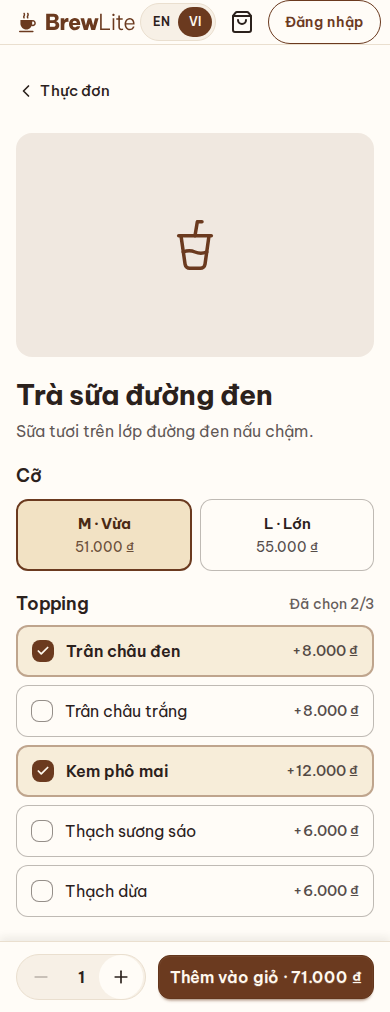 BrewLite EN VI Đăng nhập
Thực đơn
Trà sữa đường đen
Sữa tươi trên lớp đường đen nấu chậm.
Cỡ
M · Vừa
51.000 ₫
L · Lớn
55.000 ₫
Topping Đã chọn 2/3
Trân châu đen +8.000 ₫
Trân châu trắng +8.000 ₫
Kem phô mai +12.000 ₫
Thạch sương sáo +6.000 ₫
Thạch dừa +6.000 ₫
− 1 + Thêm vào giỏ · 71.000 ₫